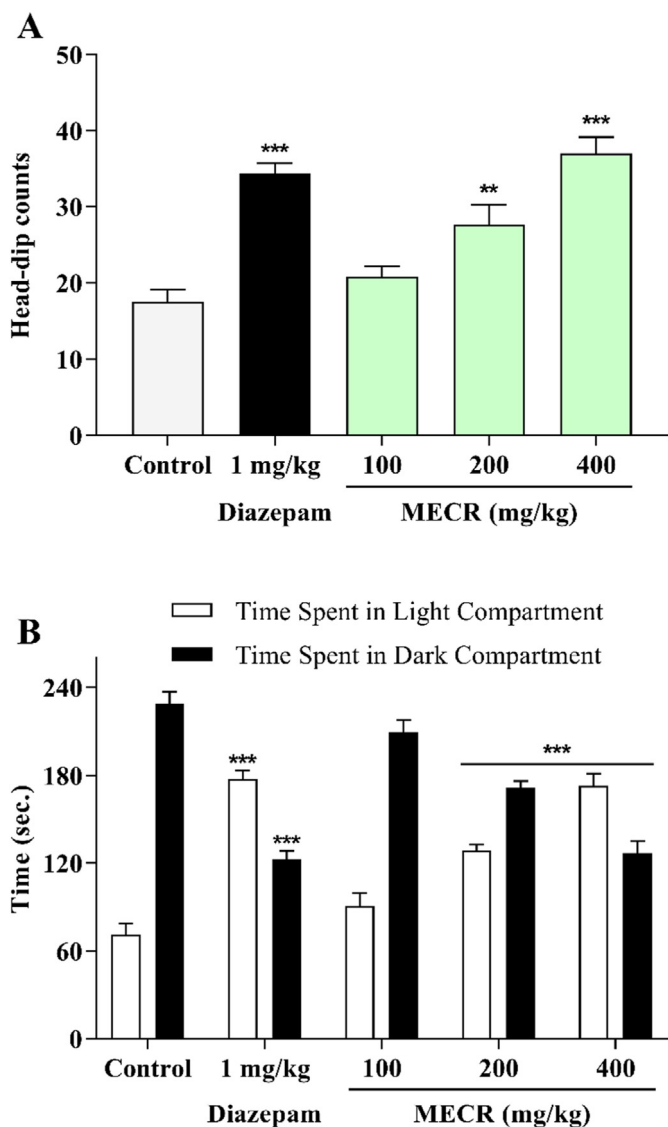 A
50
40
30
20
10
0
Head-dip counts
***
**
***
Control 1 mg/kg 100 200 400
Diazepam MECR (mg/kg)
B
Time Spent in Light Compartment
Time Spent in Dark Compartment
240
180
120
60
0
Time (sec.)
***
***
***
Control 1 mg/kg 100 200 400
Diazepam MECR (mg/kg)